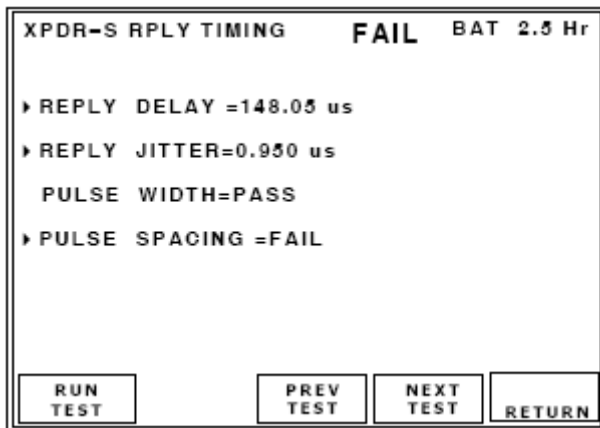 XPDR-S RPLY TIMING FAIL BAT 2.5 Hr
▸ REPLY DELAY =148.05 us
▸ REPLY JITTER=0.950 us
PULSE WIDTH=PASS
▸ PULSE SPACING =FAIL
RUN TEST
PREV TEST
NEXT TEST
RETURN